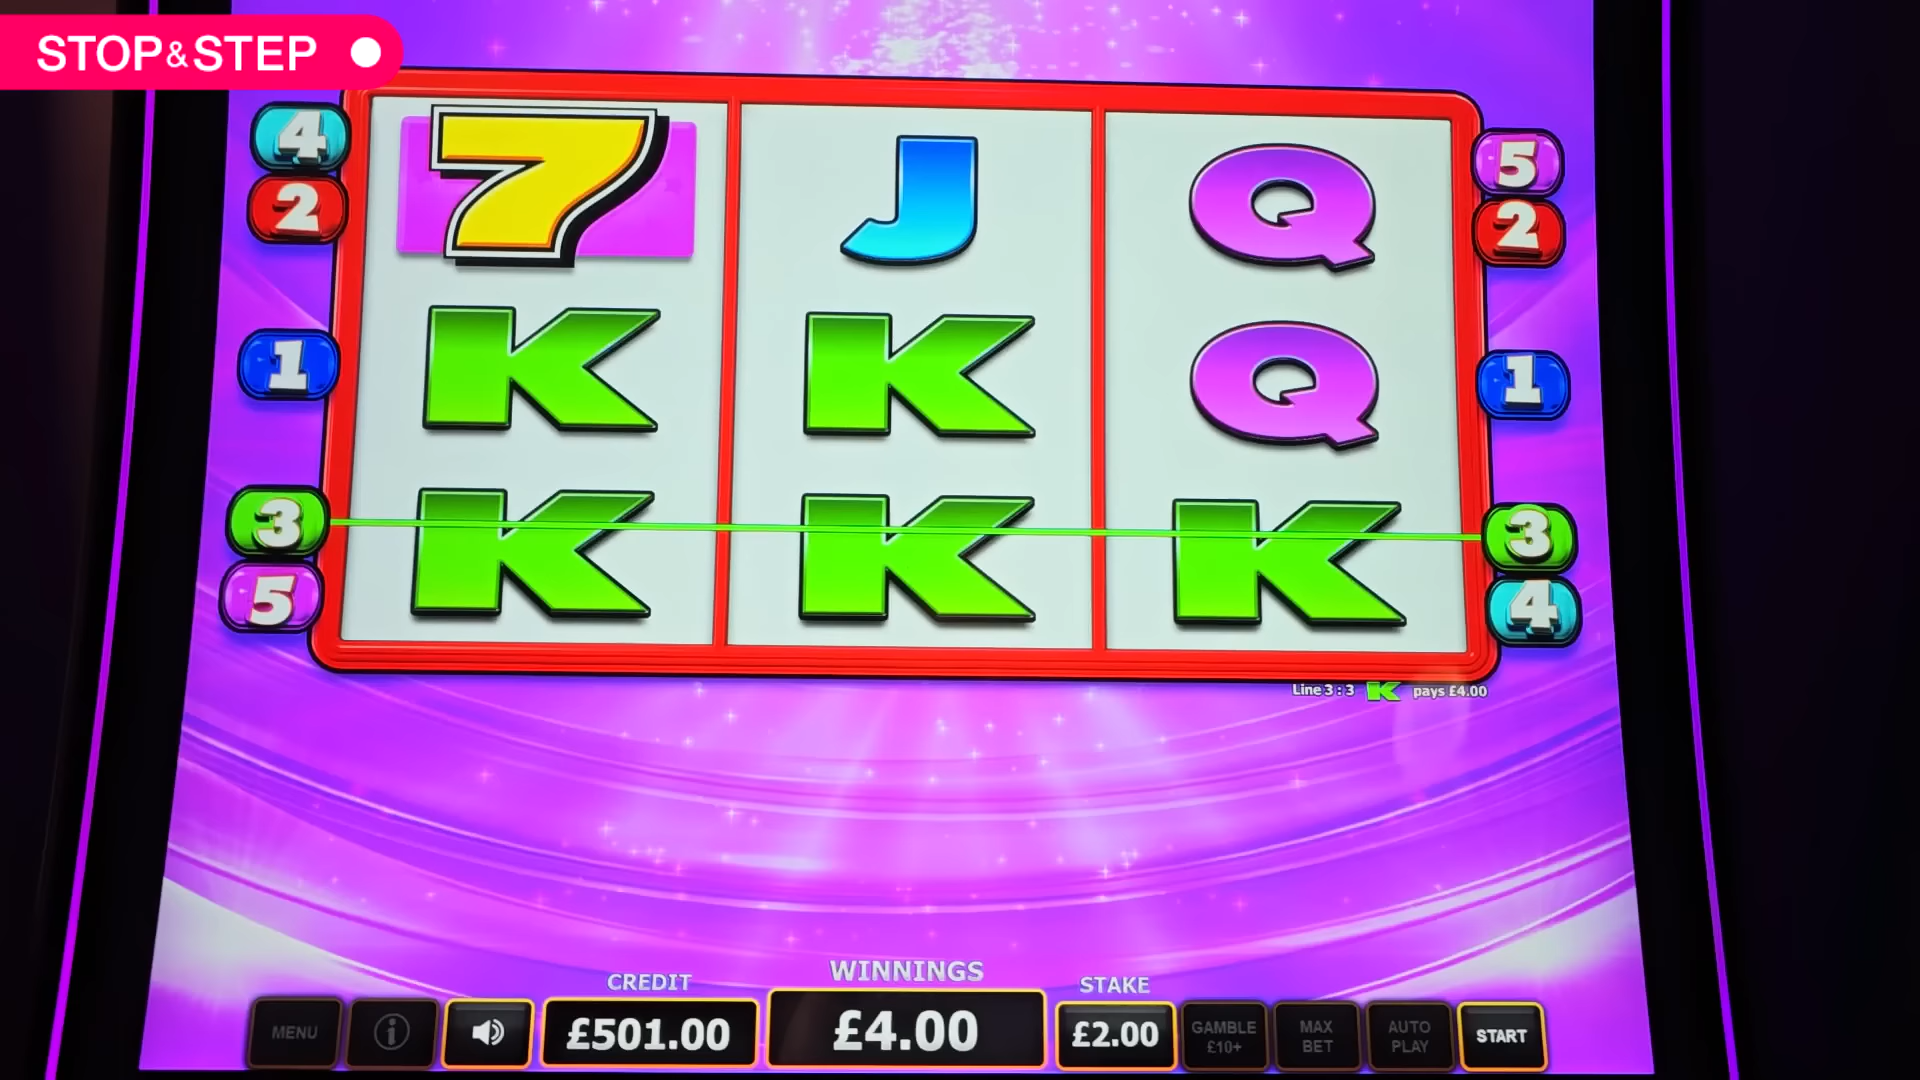 STOP&STEP
4 7 J Q 5
2 2
1 K K Q 1
3 K K K 3
5 4
Line 3 : 3 K pays £4.00
CREDIT WINNINGS STAKE
MENU i £501.00 £4.00 £2.00 GAMBLE £10+ MAX BET AUTO PLAY START